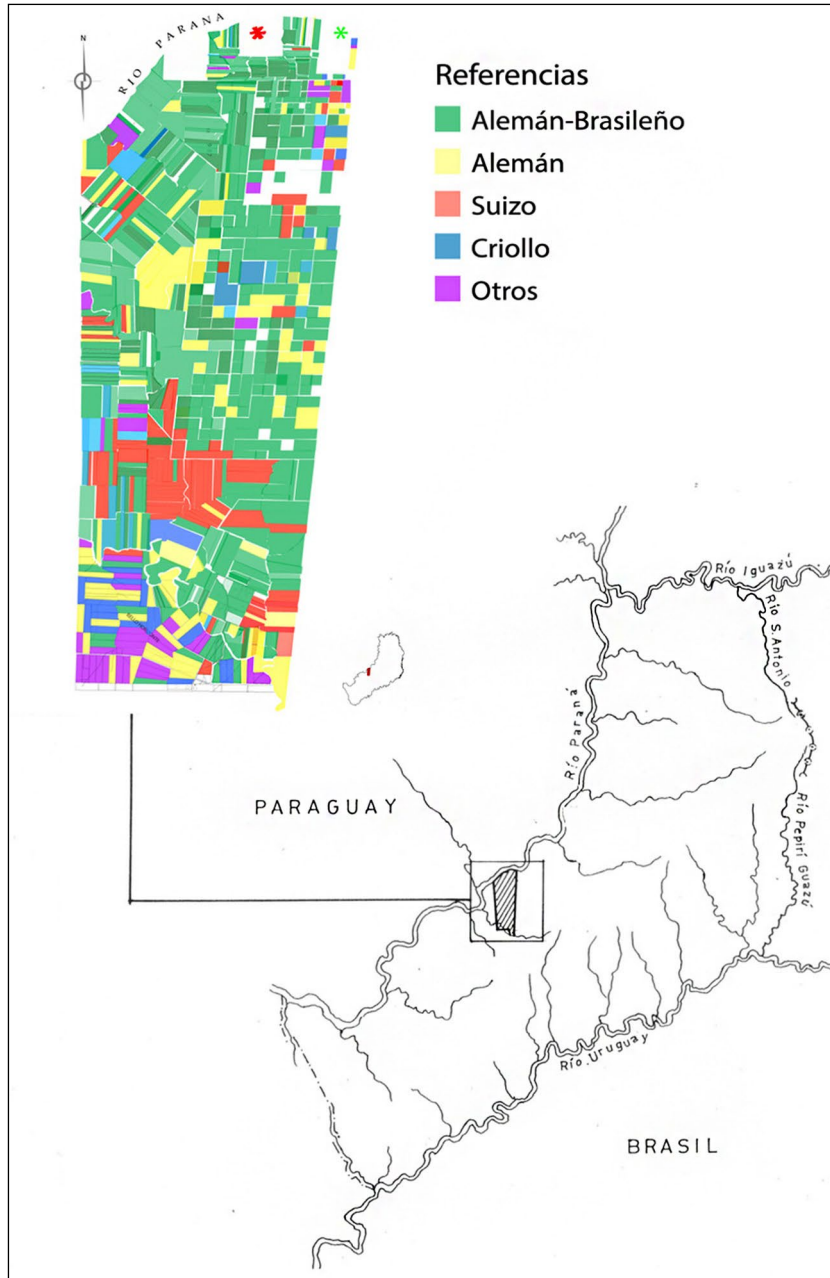 N
RIO PARANA
Referencias
Alemán-Brasileño
Alemán
Suizo
Criollo
Otros
Río Iguazú
Río S. Antonio
Río Paraná
PARAGUAY
Río Pepirí Guazú
Río Uruguay
BRASIL